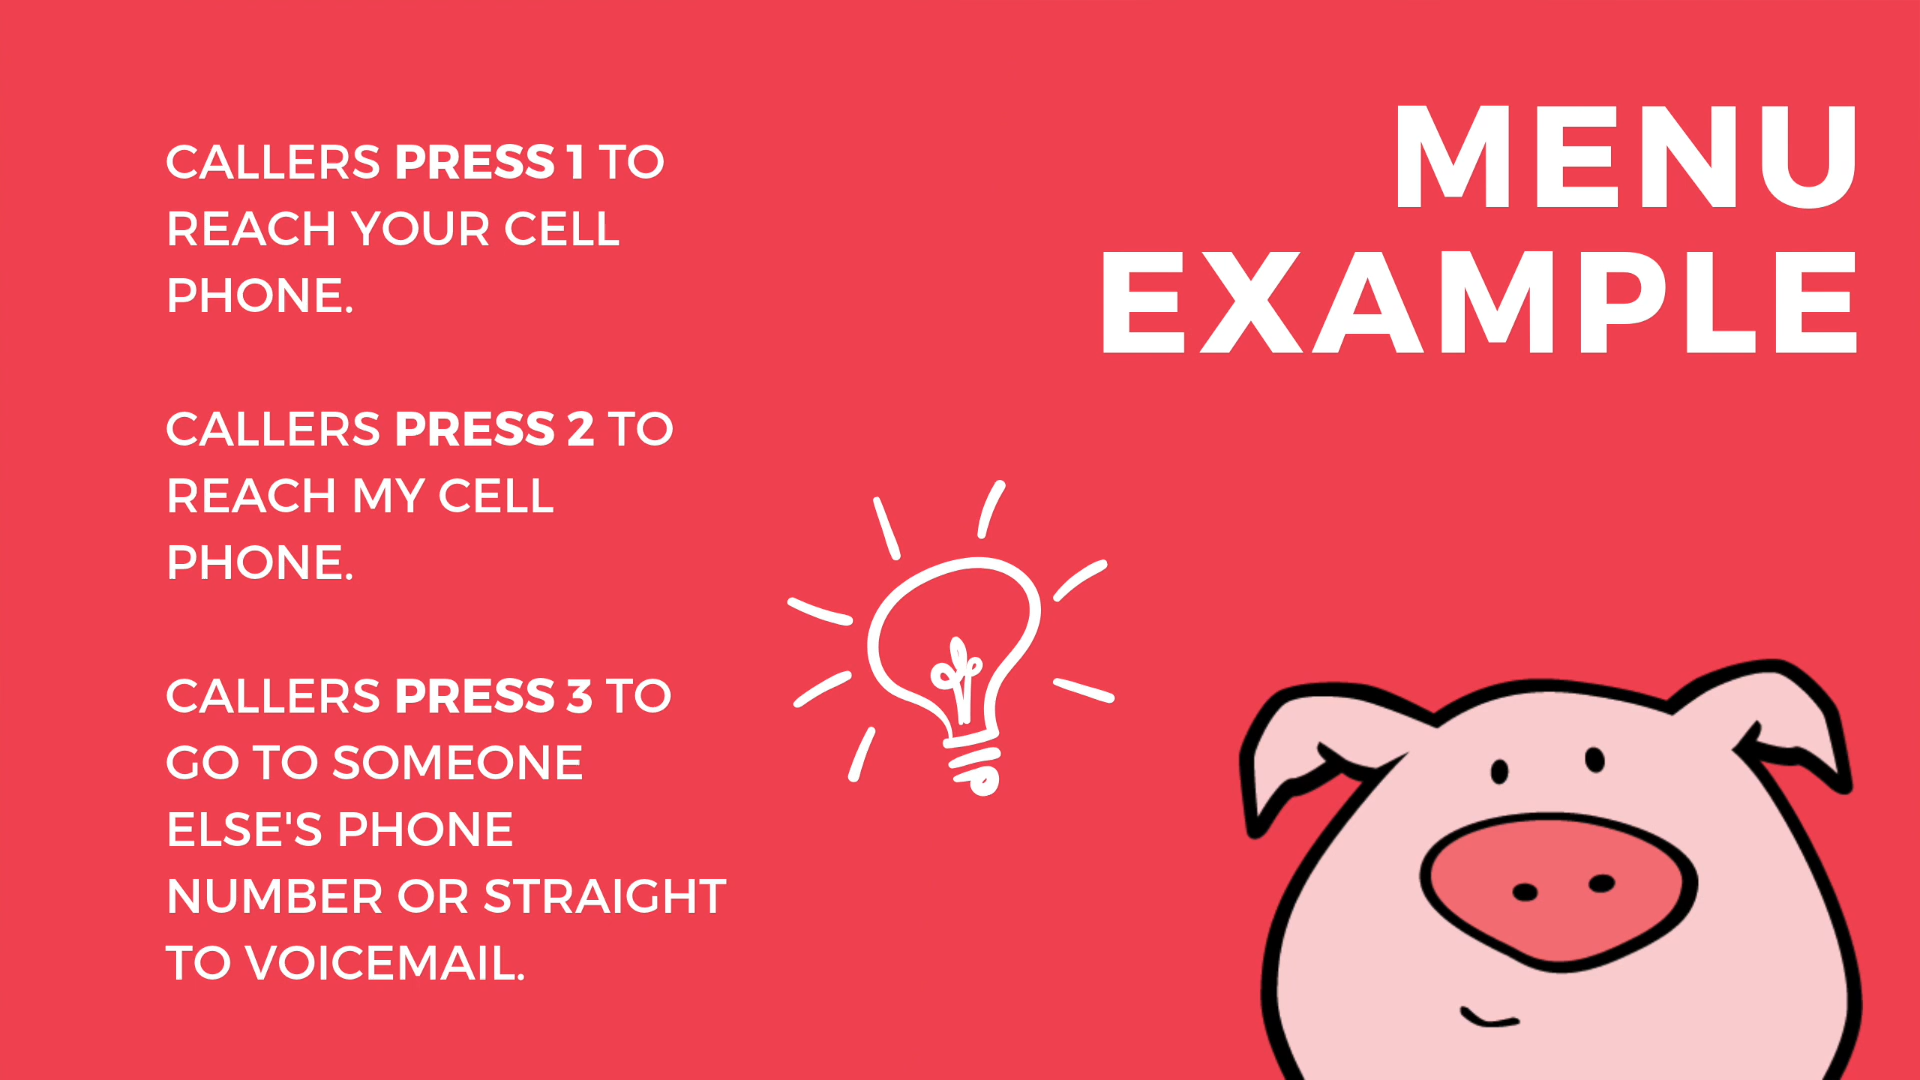 MENU
EXAMPLE
CALLERS PRESS 1 TO
REACH YOUR CELL
PHONE.
CALLERS PRESS 2 TO
REACH MY CELL
PHONE.
CALLERS PRESS 3 TO
GO TO SOMEONE
ELSE'S PHONE
NUMBER OR STRAIGHT
TO VOICEMAIL.